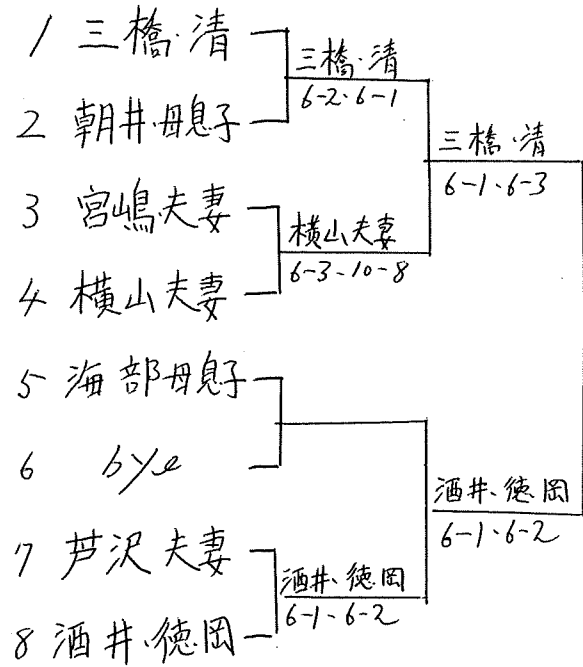 1 三橋・清
2 朝井・母息子
3 宮嶋夫妻
4 横山夫妻
5 海部母息子
6 bye
7 芦沢夫妻
8 酒井・徳岡
三橋・清
6-2・6-1
横山夫妻
6-3・10-8
酒井・徳岡
6-1・6-2
三橋・清
6-1・6-3
酒井・徳岡
6-1・6-2